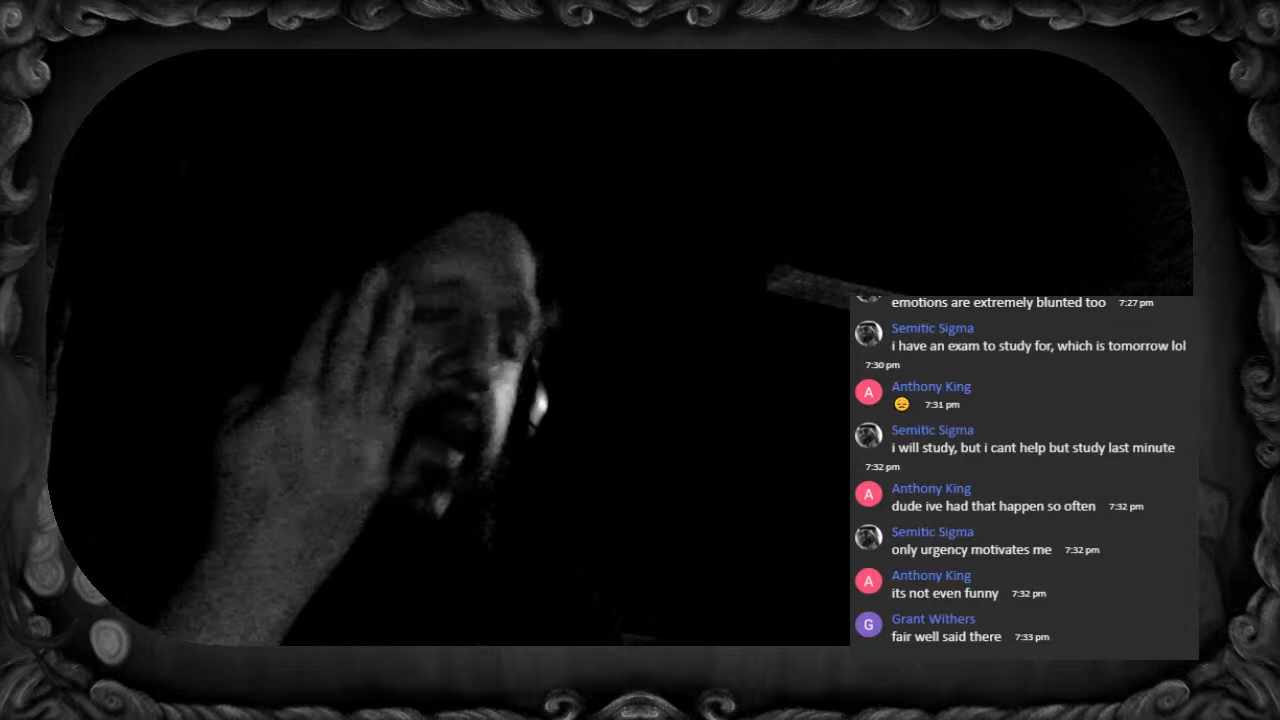 emotions are extremely blunted too 7:27 pm
Semitic Sigma
i have an exam to study for, which is tomorrow lol
7:30 pm
A Anthony King
7:31 pm
Semitic Sigma
i will study, but i cant help but study last minute
7:32 pm
A Anthony King
dude ive had that happen so often 7:32 pm
Semitic Sigma
only urgency motivates me 7:32 pm
A Anthony King
its not even funny 7:32 pm
G Grant Withers
fair well said there 7:33 pm